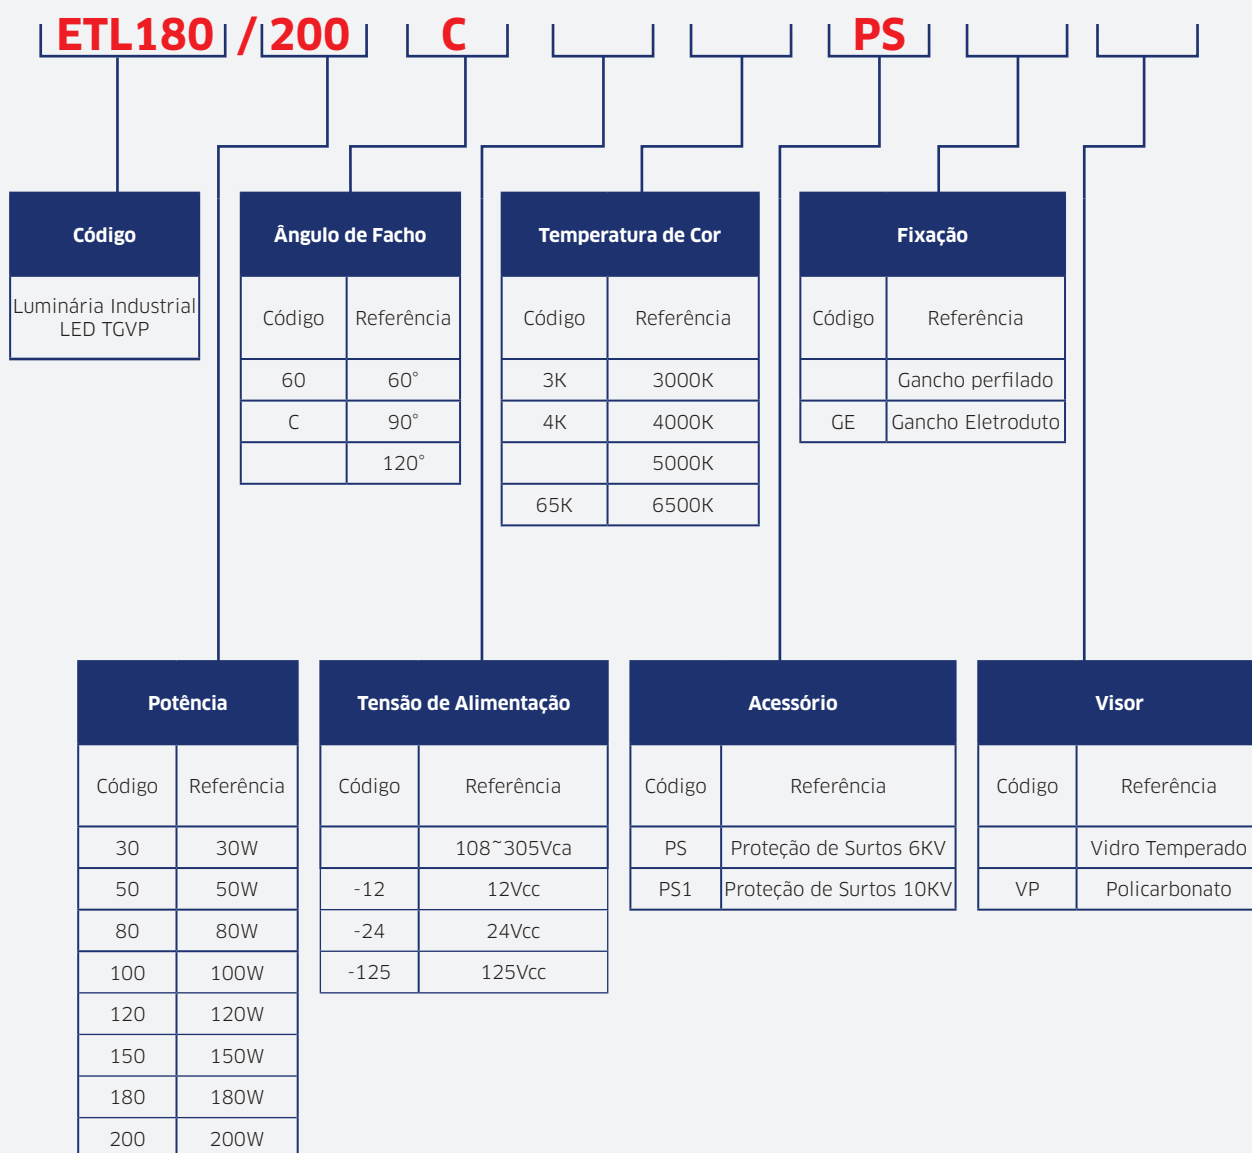 ETL180 / 200 C PS
Código
Luminária Industrial
LED TGVP
Ângulo de Facho
Código Referência
60 60°
C 90°
120°
Temperatura de Cor
Código Referência
3K 3000K
4K 4000K
5000K
65K 6500K
Fixação
Código Referência
Gancho perfilado
GE Gancho Eletroduto
Potência
Código Referência
30 30W
50 50W
80 80W
100 100W
120 120W
150 150W
180 180W
200 200W
Tensão de Alimentação
Código Referência
108~305Vca
-12 12Vcc
-24 24Vcc
-125 125Vcc
Acessório
Código Referência
PS Proteção de Surtos 6KV
PS1 Proteção de Surtos 10KV
Visor
Código Referência
Vidro Temperado
VP Policarbonato